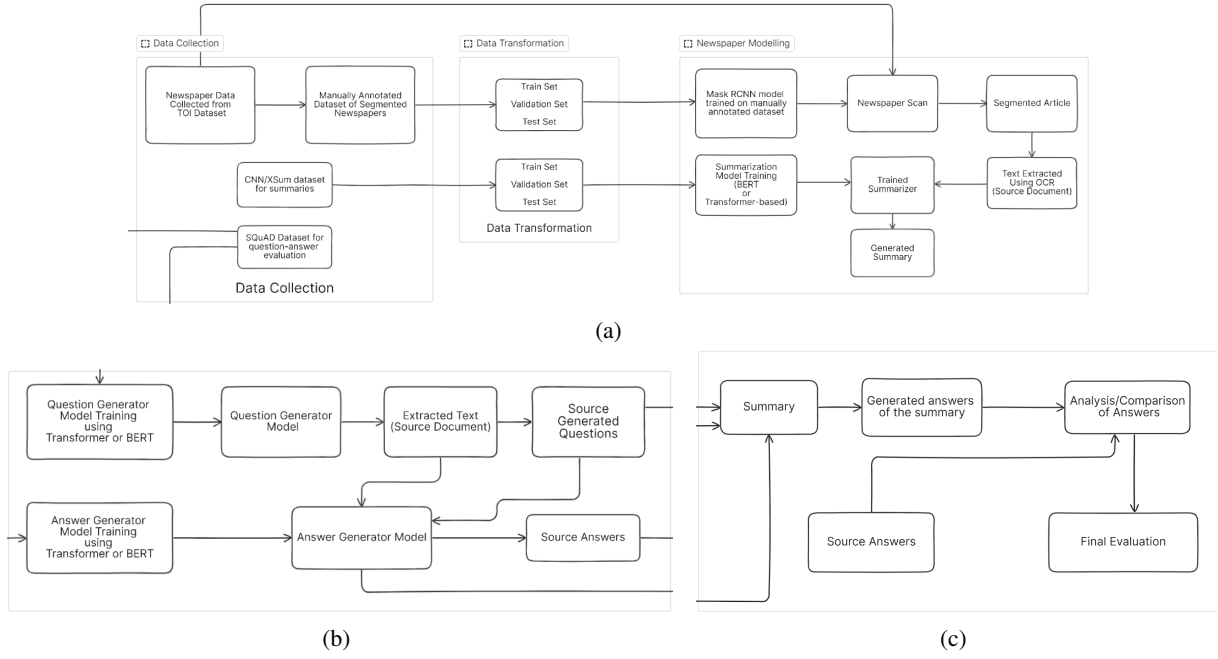 Data Collection
Data Transformation
Newspaper Modelling
Newspaper Data
Collected from
TOI Dataset
Manually Annotated
Dataset of Segmented
Newspapers
Train Set
Validation Set
Test Set
Mask RCNN model
trained on manually
annotated dataset
Newspaper Scan
Segmented Article
CNN/XSum dataset
for summaries
Train Set
Validation Set
Test Set
Summarization
Model Training
(BERT
or
Transformer-based)
Trained
Summarizer
Text Extracted
Using OCR
(Source Document)
SQuAD Dataset for
question-answer
evaluation
Data Transformation
Generated
Summary
Data Collection
(a)
Question Generator
Model Training
using
Transformer or BERT
Question Generator
Model
Extracted Text
(Source Document)
Source
Generated
Questions
Answer Generator
Model Training
using
Transformer or BERT
Answer Generator Model
Source Answers
(b)
Summary
Generated answers
of the summary
Analysis/Comparison
of Answers
Source Answers
Final Evaluation
(c)